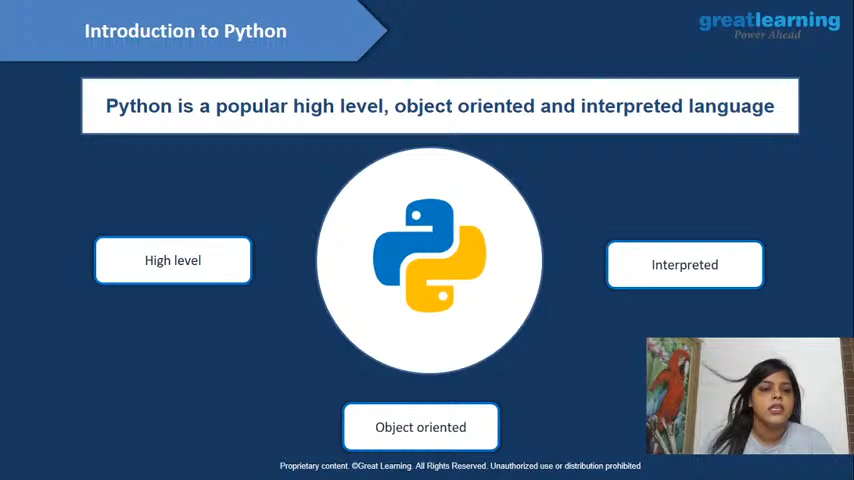 Introduction to Python
greatlearning
Power Ahead
Python is a popular high level, object oriented and interpreted language
High level
Interpreted
Object oriented
Proprietary content. ©Great Learning. All Rights Reserved. Unauthorized use or distribution prohibited